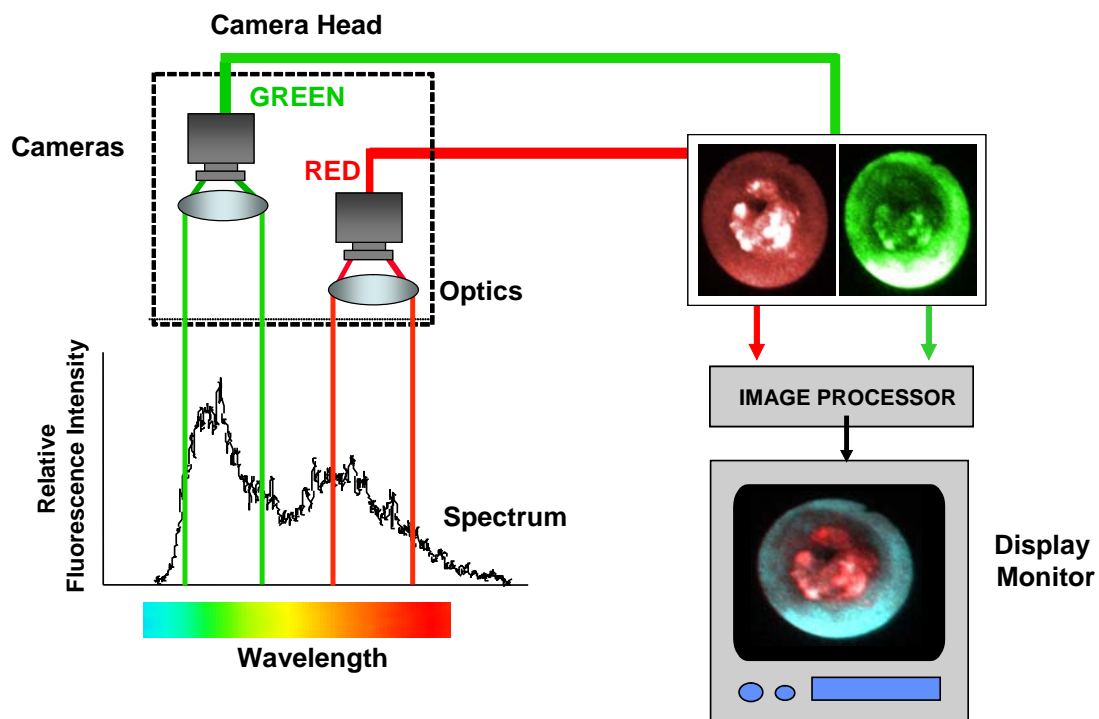 Camera Head
GREEN
Cameras
RED
Optics
Relative
Fluorescence Intensity
Spectrum
Wavelength
IMAGE PROCESSOR
Display
Monitor